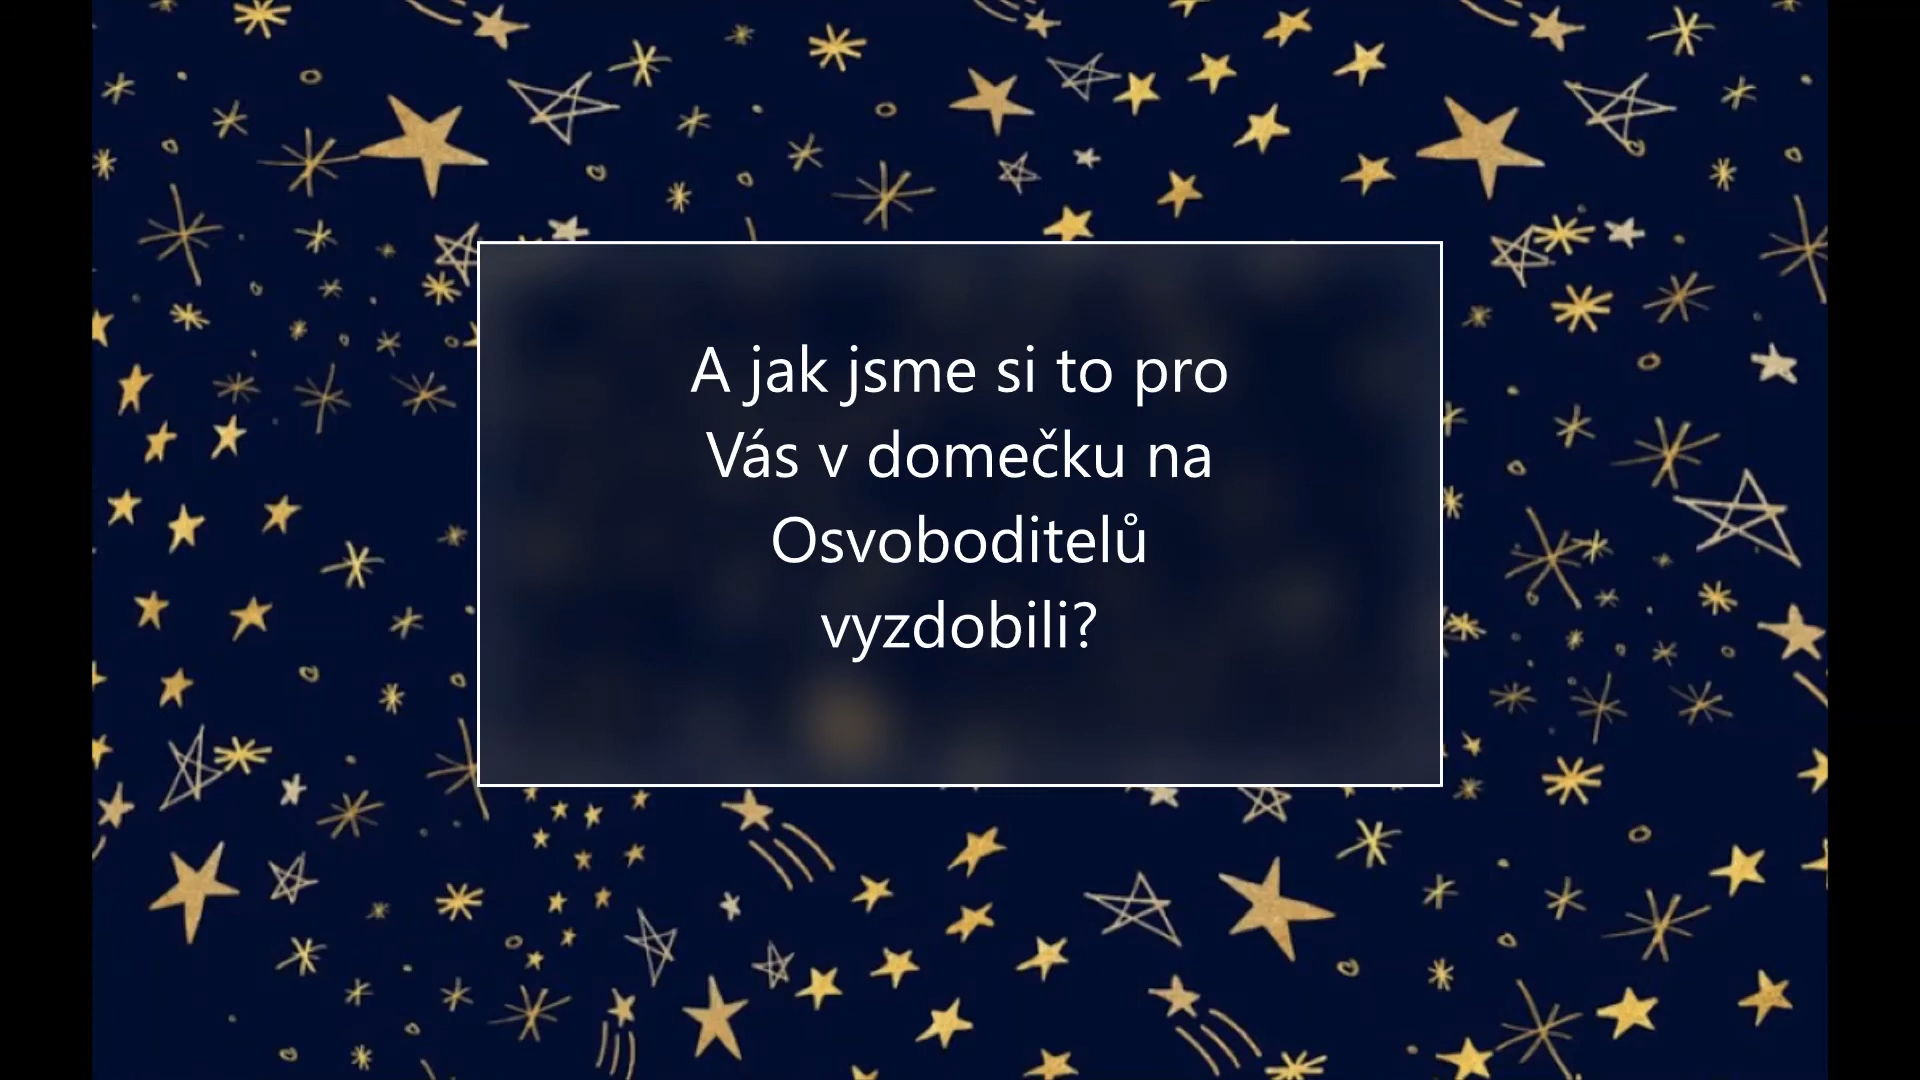 A jak jsme si to pro
Vás v domečku na
Osvoboditelů
vyzdobili?